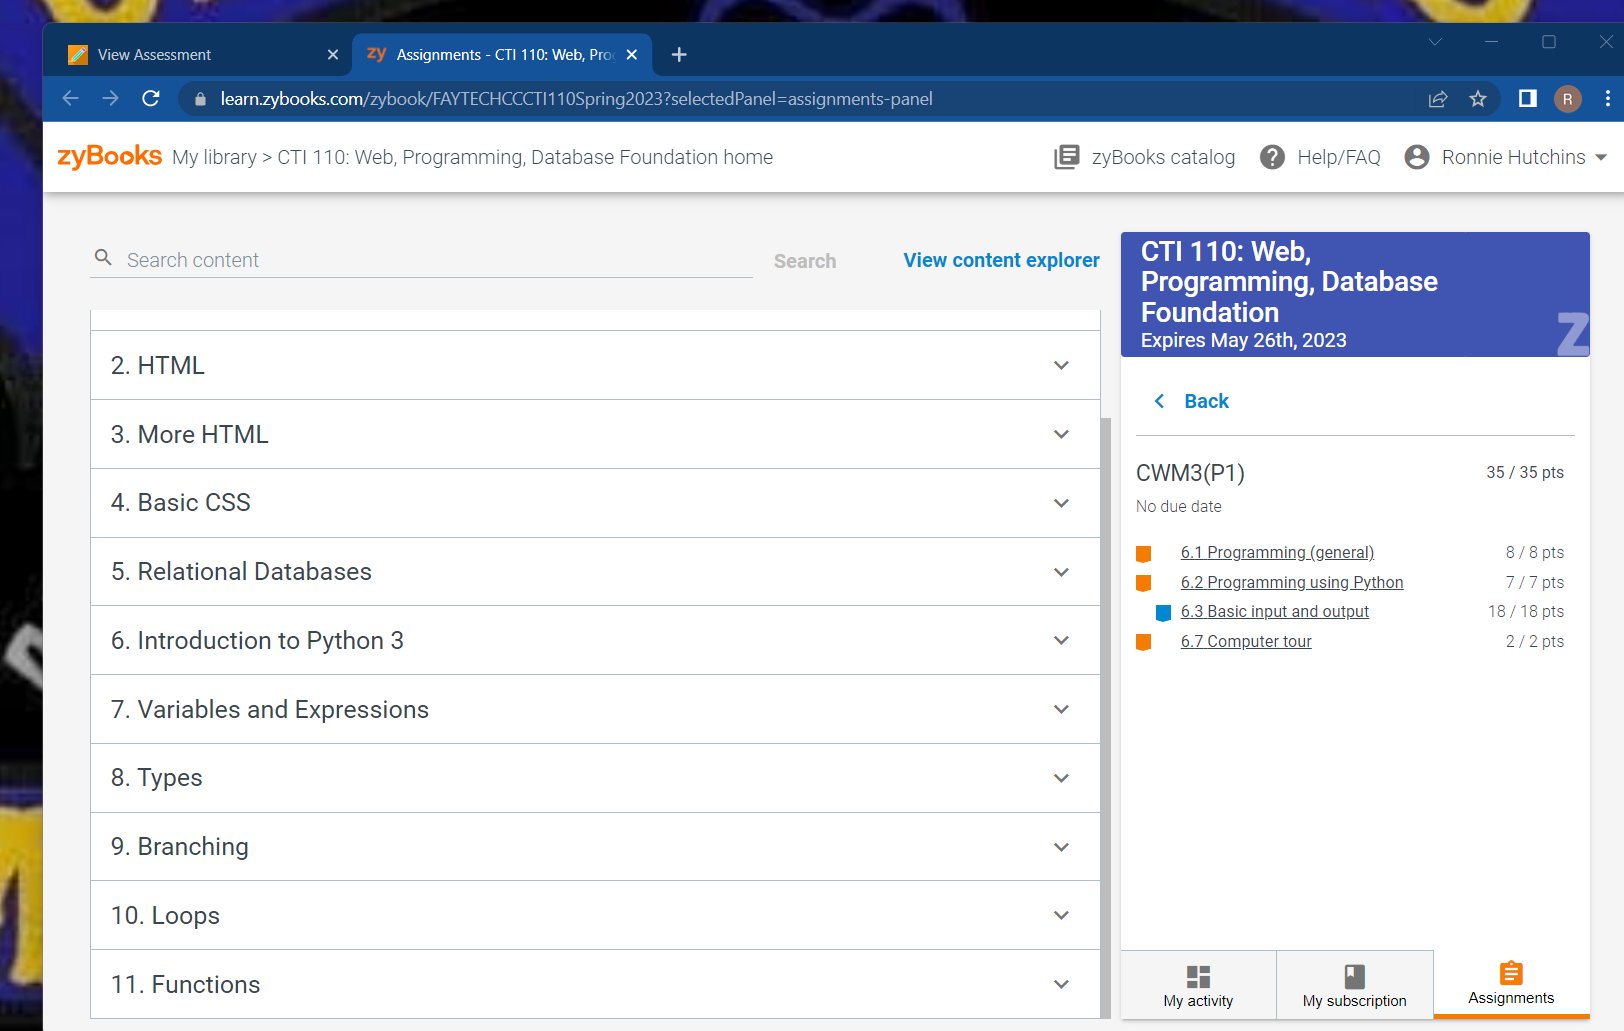 View Assessment
zy Assignments - CTI 110: Web, Pro
learn.zybooks.com/zybook/FAYTECHCCCTI110Spring2023?selectedPanel=assignments-panel
R
zyBooks My library > CTI 110: Web, Programming, Database Foundation home
zyBooks catalog
Help/FAQ
Ronnie Hutchins
Search content
Search
View content explorer
2. HTML
3. More HTML
4. Basic CSS
5. Relational Databases
6. Introduction to Python 3
7. Variables and Expressions
8. Types
9. Branching
10. Loops
11. Functions
CTI 110: Web,
Programming, Database
Foundation
Expires May 26th, 2023
Z
Back
CWM3(P1) 35 / 35 pts
No due date
6.1 Programming (general) 8 / 8 pts
6.2 Programming using Python 7 / 7 pts
6.3 Basic input and output 18 / 18 pts
6.7 Computer tour 2 / 2 pts
My activity
My subscription
Assignments